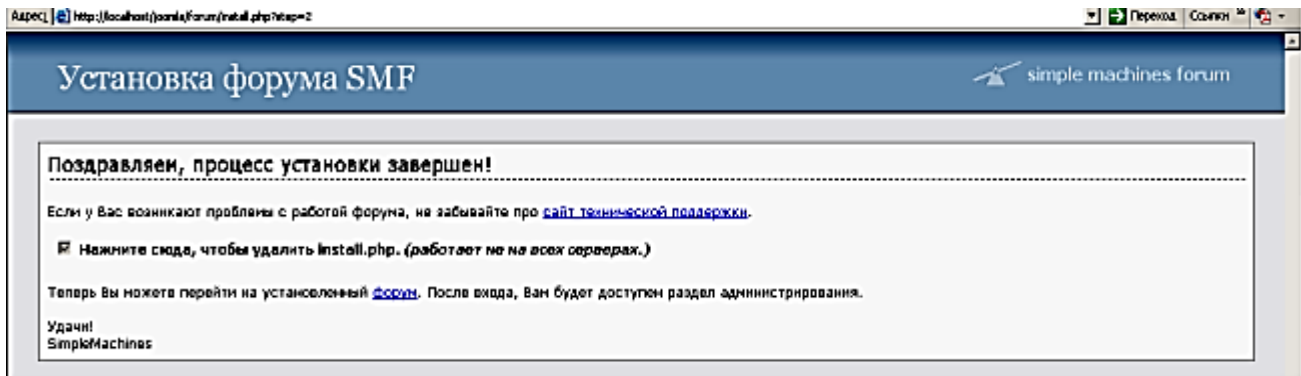 Адрес http://localhost/joomla/forum/install.php?step=2 Переход Ссылки
Установка форума SMF
simple machines forum
Поздравляем, процесс установки завершен!
Если у Вас возникают проблемы с работой форума, не забывайте про сайт технической поддержки.
Нажмите сюда, чтобы удалить install.php. (работает не на всех серверах.)
Теперь Вы можете перейти на установленный форум. После входа, Вам будет доступен раздел администрирования.
Удачи!
SimpleMachines